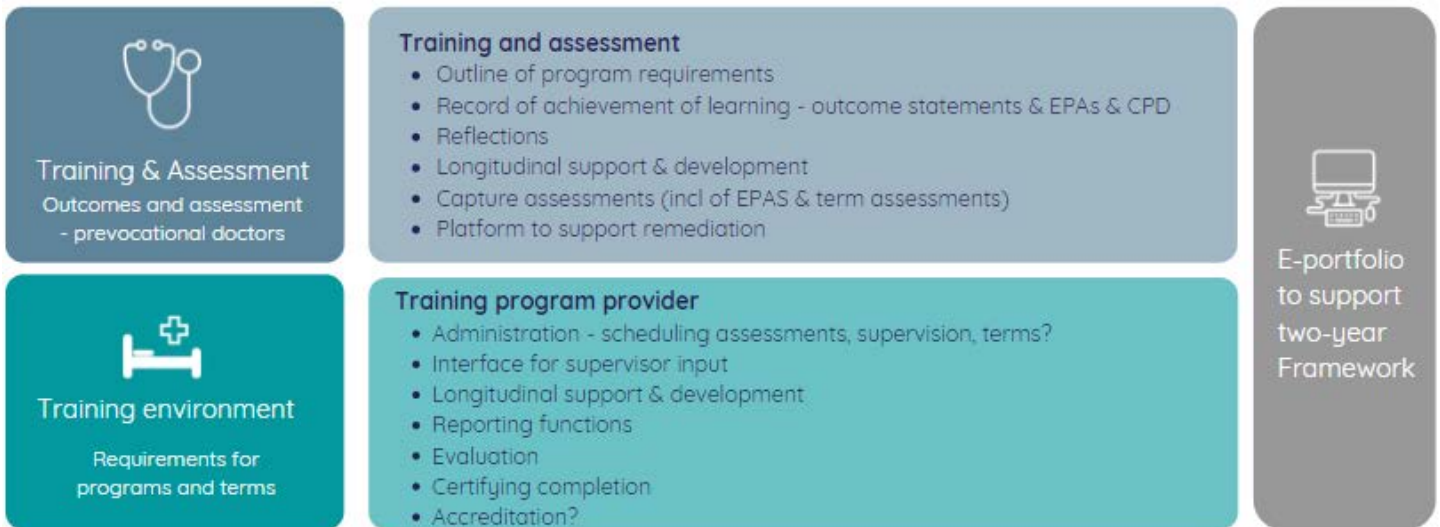 Training & Assessment
Outcomes and assessment
- prevocational doctors
Training and assessment
• Outline of program requirements
• Record of achievement of learning - outcome statements & EPAs & CPD
• Reflections
• Longitudinal support & development
• Capture assessments (incl of EPAS & term assessments)
• Platform to support remediation
Training environment
Requirements for
programs and terms
Training program provider
• Administration - scheduling assessments, supervision, terms?
• Interface for supervisor input
• Longitudinal support & development
• Reporting functions
• Evaluation
• Certifying completion
• Accreditation?
E-portfolio
to support
two-year
Framework